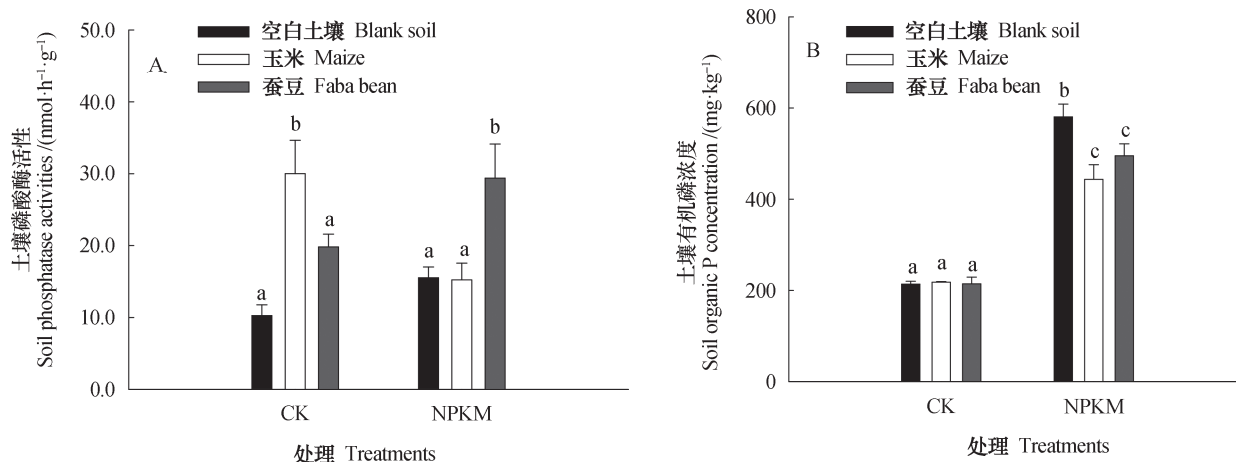 空白土壤 Blank soil
玉米 Maize
蚕豆 Faba bean
A
土壤磷酸酶活性
Soil phosphatase activities /(nmol·h⁻¹·g⁻¹)
50.0
40.0
30.0
20.0
10.0
0.0
a
b
a
a
a
b
CK
NPKM
处理 Treatments
空白土壤 Blank soil
玉米 Maize
蚕豆 Faba bean
B
土壤有机磷浓度
Soil organic P concentration /(mg·kg⁻¹)
800
600
400
200
0
a
a
a
b
c
c
CK
NPKM
处理 Treatments